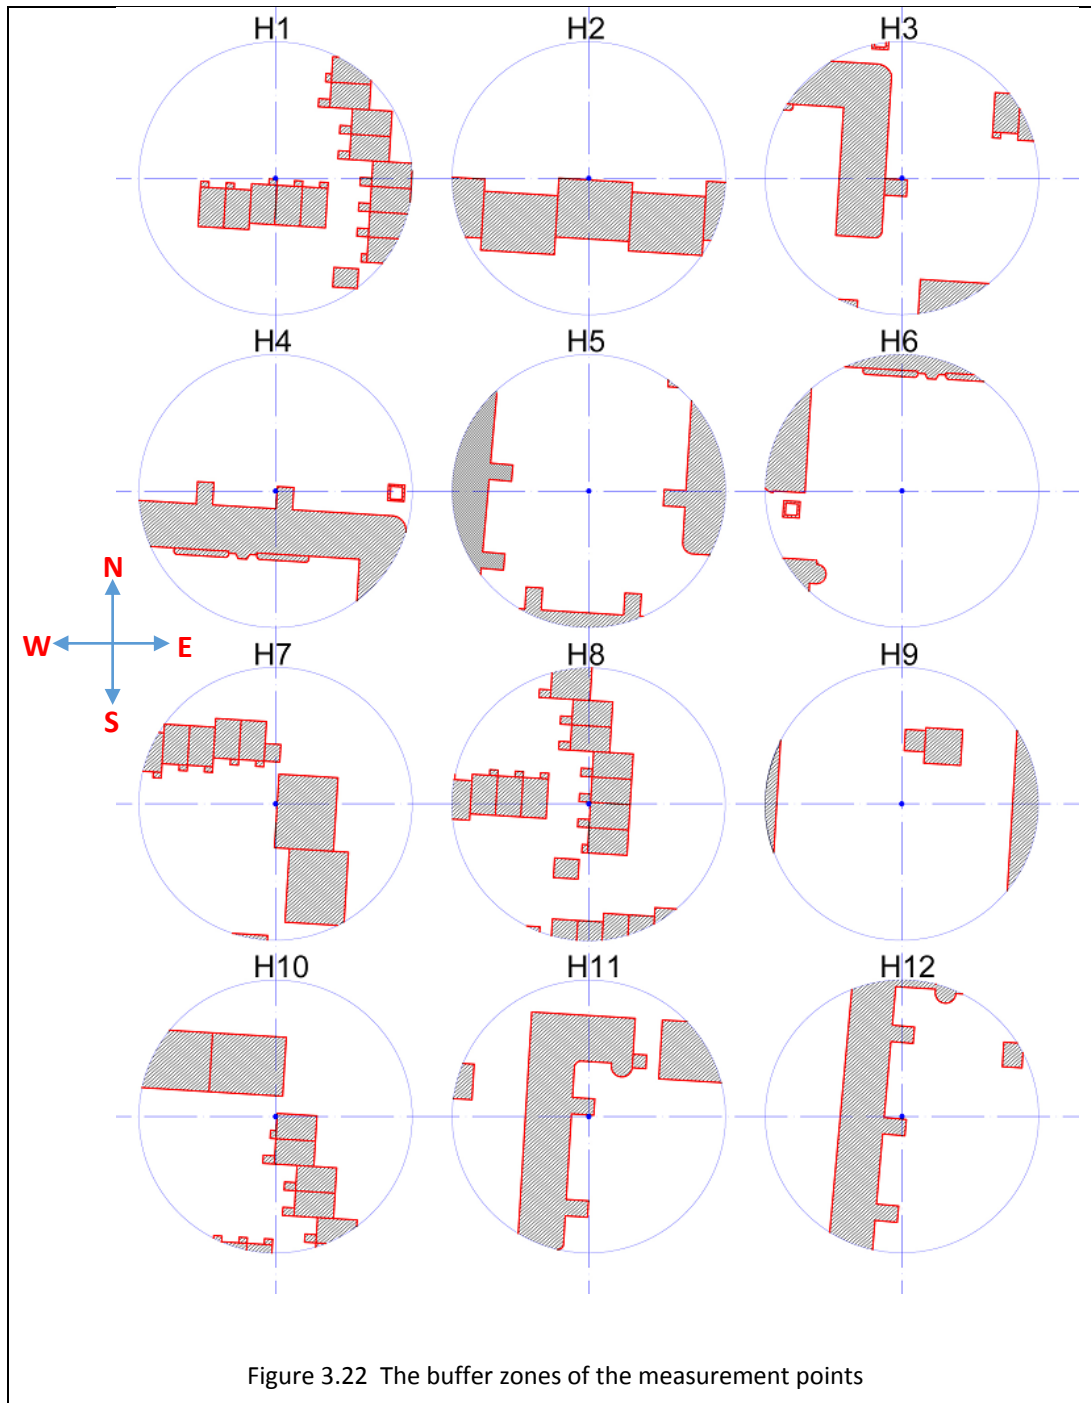 H1 H2 H3
H4 H5 H6
N
W E
H7 H8 H9
S
H10 H11 H12
Figure 3.22 The buffer zones of the measurement points